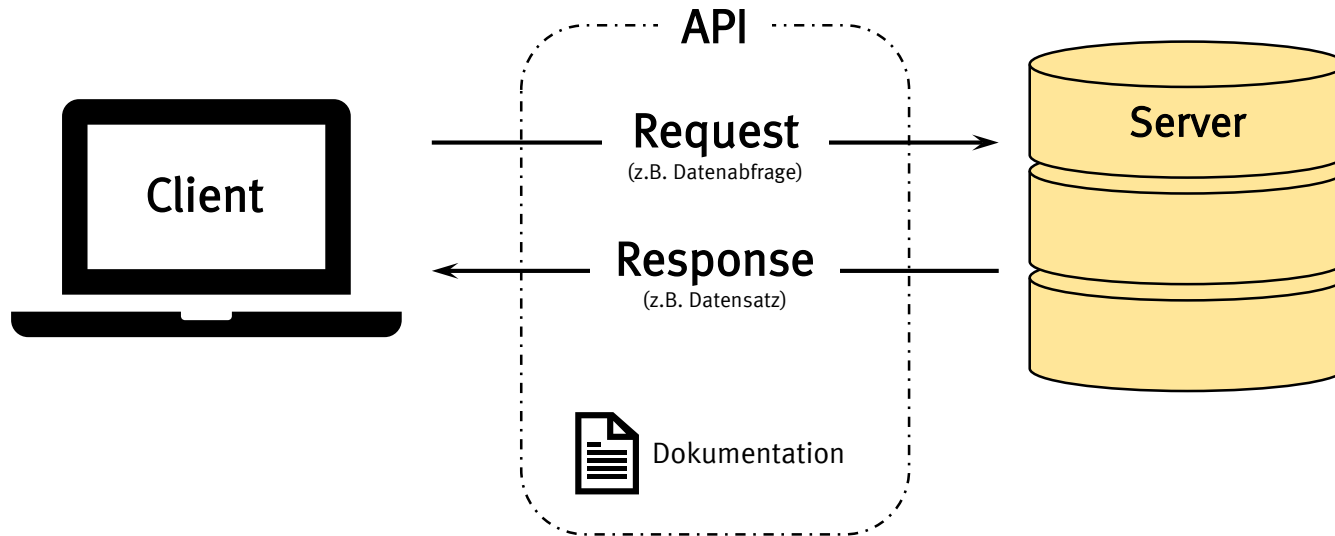 API
Client
Request
(z.B. Datenabfrage)
Response
(z.B. Datensatz)
Dokumentation
Server